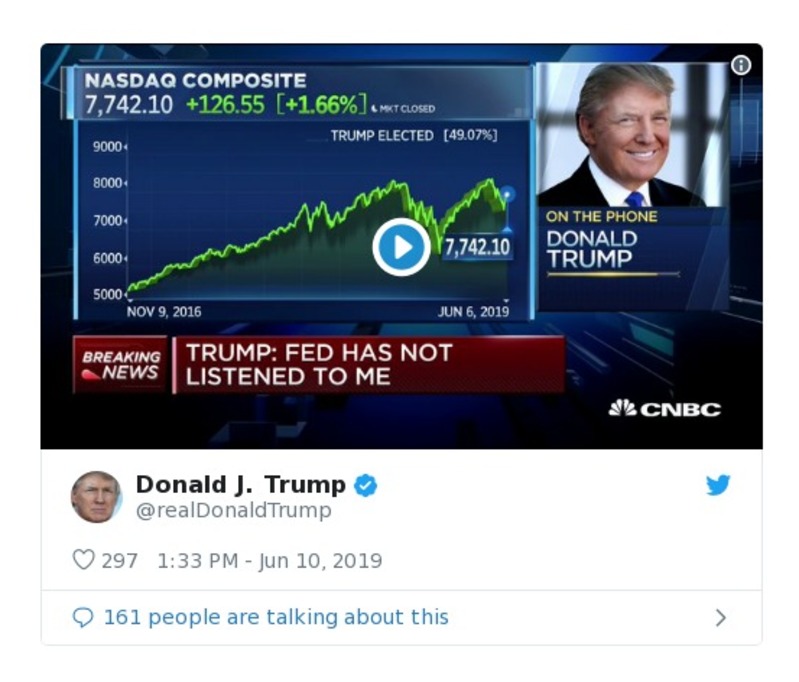 NASDAQ COMPOSITE
7,742.10 +126.55 [+1.66%] MKT CLOSED
TRUMP ELECTED [49.07%]
9000
8000
7000
6000
5000
7,742.10
NOV 9, 2016 JUN 6, 2019
ON THE PHONE
DONALD
TRUMP
BREAKING
NEWS
TRUMP: FED HAS NOT
LISTENED TO ME
CNBC
Donald J. Trump
@realDonaldTrump
297 1:33 PM - Jun 10, 2019
161 people are talking about this